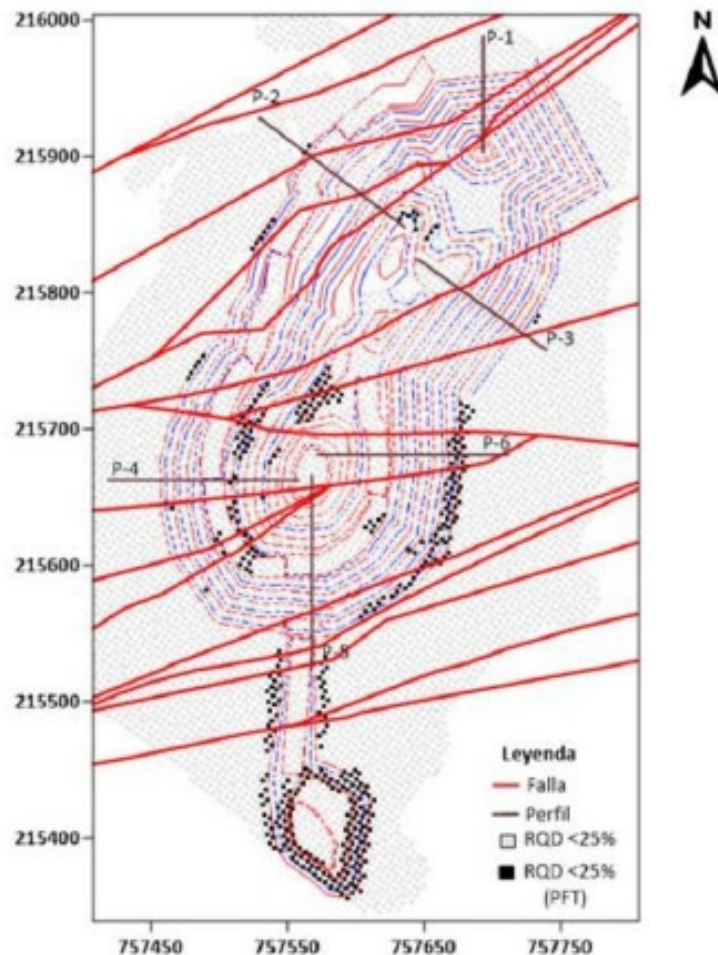 216000
215900
215800
215700
215600
215500
215400
757450
757550
757650
757750
N
P-1
P-2
P-3
P-6
P-4
P-5
Leyenda
Falla
Perfil
RQD <25%
RQD <25%
(PFT)